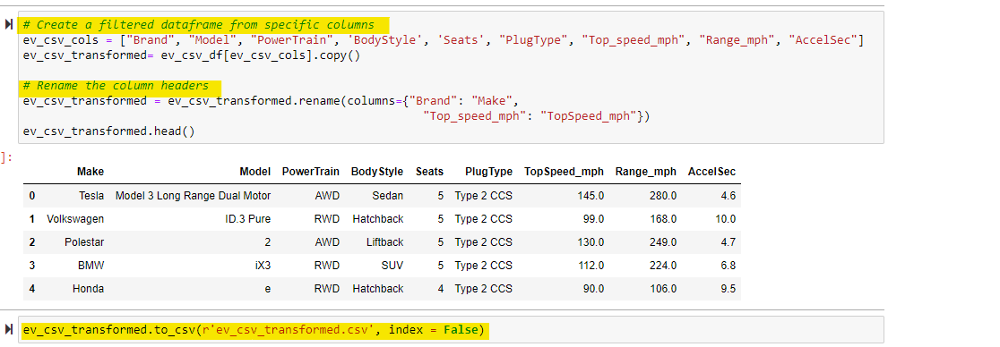 # Create a filtered dataframe from specific columns
ev_csv_cols = ["Brand", "Model", "PowerTrain", 'BodyStyle', 'Seats', "PlugType", "Top_speed_mph", "Range_mph", "AccelSec"]
ev_csv_transformed= ev_csv_df[ev_csv_cols].copy()
# Rename the column headers
ev_csv_transformed = ev_csv_transformed.rename(columns={"Brand": "Make",
"Top_speed_mph": "TopSpeed_mph"})
ev_csv_transformed.head()
]:
Make Model PowerTrain BodyStyle Seats PlugType TopSpeed_mph Range_mph AccelSec
0 Tesla Model 3 Long Range Dual Motor AWD Sedan 5 Type 2 CCS 145.0 280.0 4.6
1 Volkswagen ID.3 Pure RWD Hatchback 5 Type 2 CCS 99.0 168.0 10.0
2 Polestar 2 AWD Liftback 5 Type 2 CCS 130.0 249.0 4.7
3 BMW iX3 RWD SUV 5 Type 2 CCS 112.0 224.0 6.8
4 Honda e RWD Hatchback 4 Type 2 CCS 90.0 106.0 9.5
ev_csv_transformed.to_csv(r'ev_csv_transformed.csv', index = False)